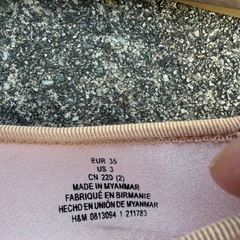 EUR 35
US 3
CN 220 (2)
MADE IN MYANMAR
FABRIQUÉ EN BIRMANIE
HECHO EN UNIÓN DE MYANMAR
H&M 0813094 1 211783